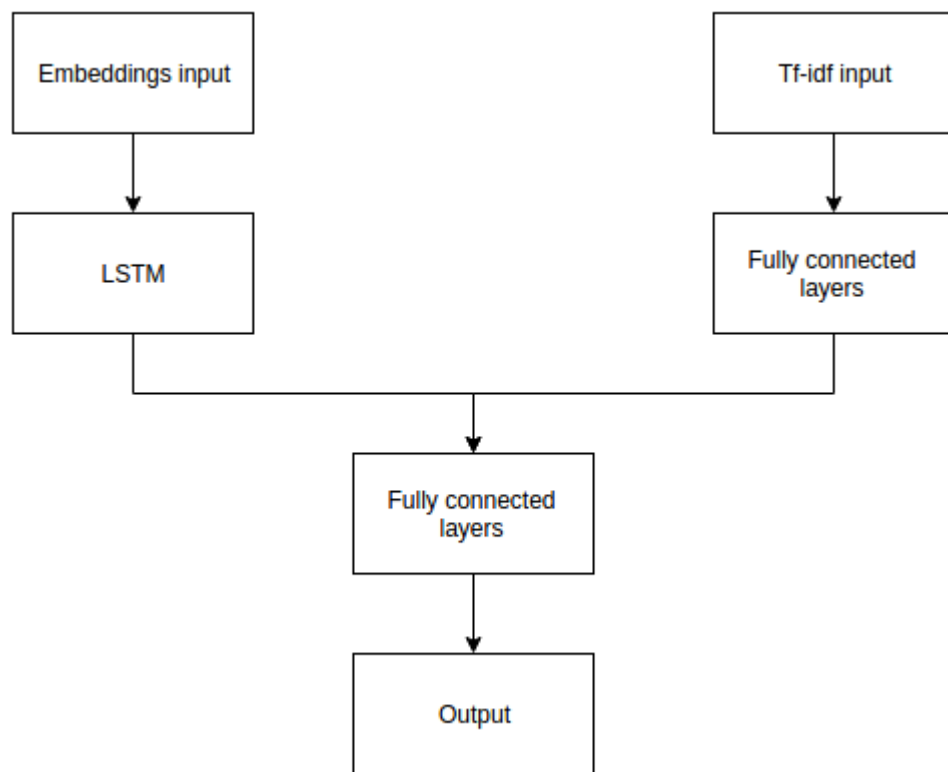 Embeddings input
Tf-idf input
LSTM
Fully connected
layers
Fully connected
layers
Output